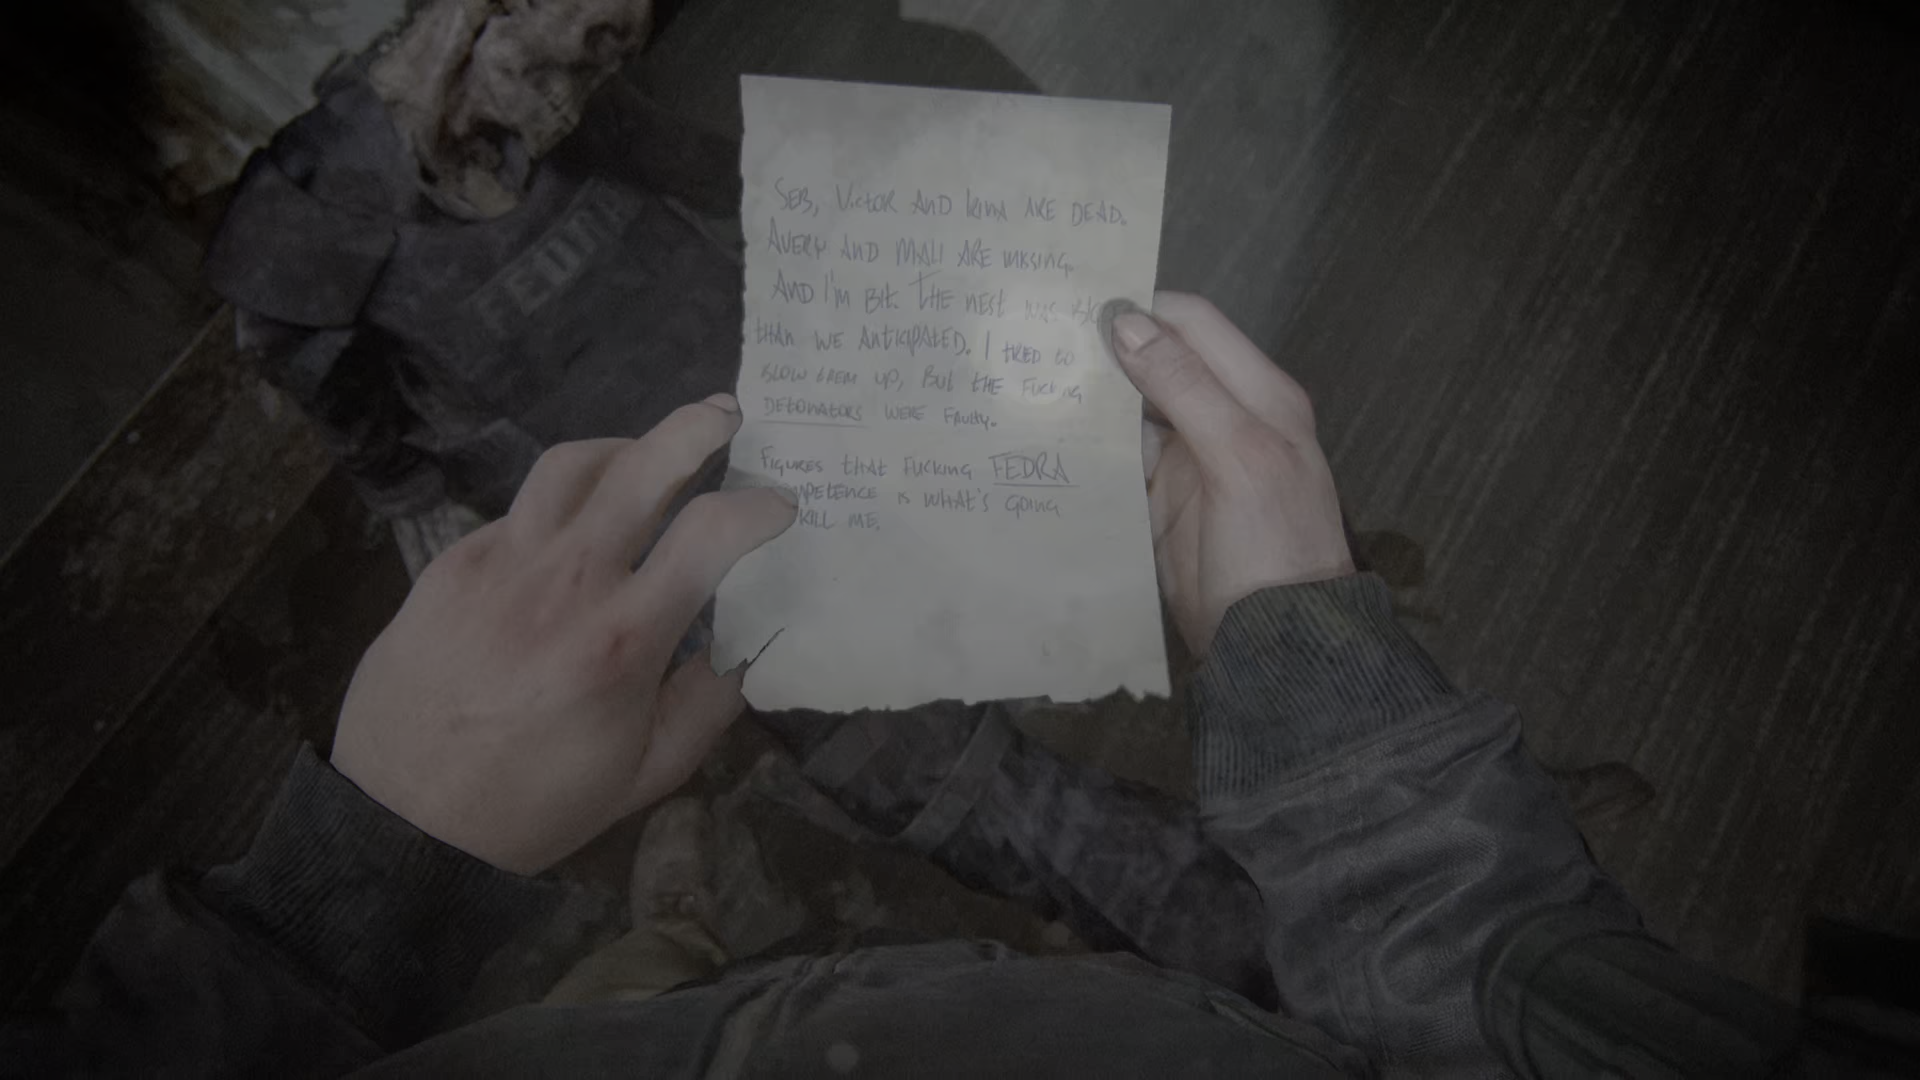 FEDRA
SEB, VICTOR AND IRINA ARE DEAD.
AVERY AND MALI ARE MISSING.
AND I'M BIT. THE NEST WAS
THAN WE ANTICIPATED. I TRIED TO
BLOW THEM UP, BUT THE FUCKING
DETONATORS WERE FAULTY.
FIGURES THAT FUCKING FEDRA
IS WHAT'S GOING
KILL ME.